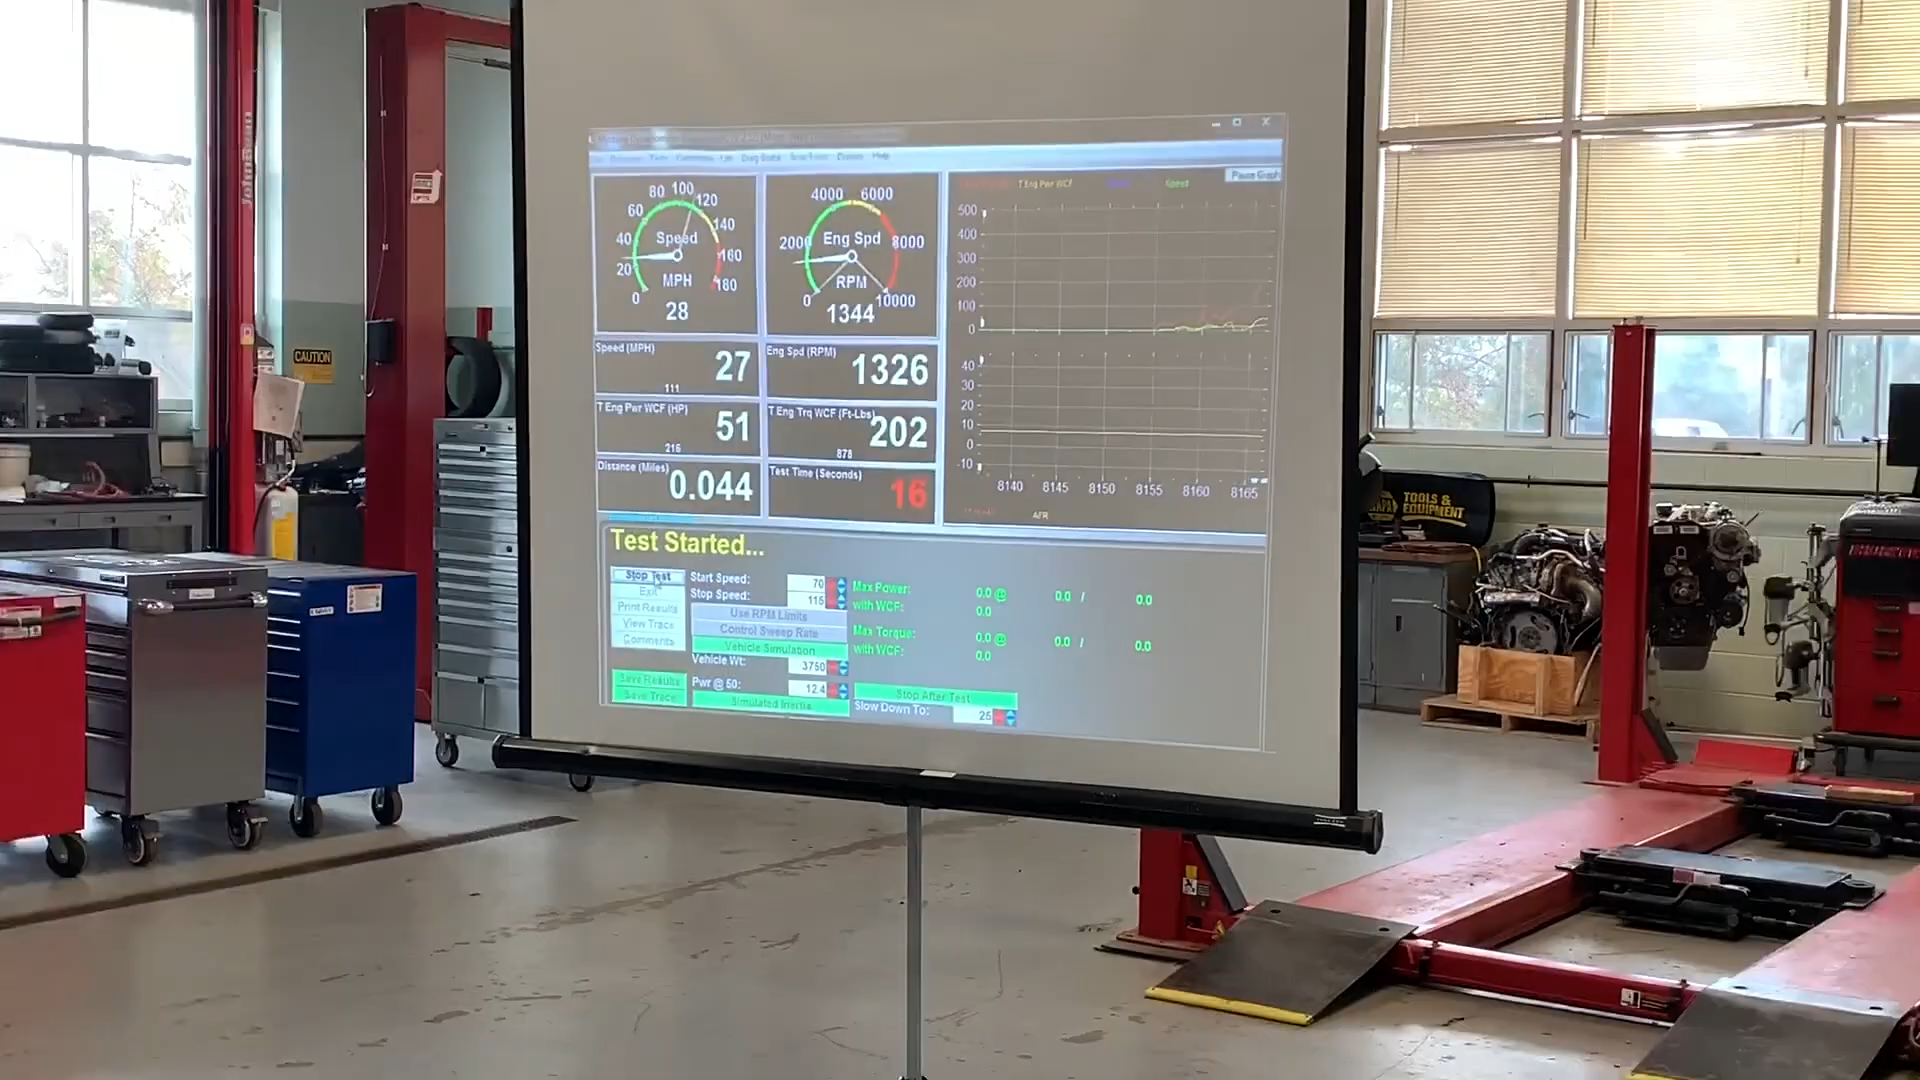 Johnson
CAUTION
Help
Pause Graph
T Eng Pwr WCF
Speed
0 20 40 60 80 100 120 140 160 180
Speed
MPH
28
0 2000 4000 6000 8000 10000
Eng Spd
RPM
1344
Speed (MPH)
27
111
Eng Spd (RPM)
1326
T Eng Pwr WCF (HP)
51
215
T Eng Trq WCF (Ft-Lbs)
202
878
Distance (Miles)
0.044
Test Time (Seconds)
16
500
400
300
200
100
0
40
30
20
10
0
-10
8140 8145 8150 8155 8160 8165
AFR
Test Started...
Stop Test
Exit
Print Results
View Trace
Comments
Save Results
Save Trace
Start Speed: 70
Stop Speed: 115
Use RPM Limits
Control Sweep Rate
Vehicle Simulation
Vehicle Wt: 3750
Pwr @ 50: 12.4
Simulated Inertia
Max Power: 0.0 @ 0.0 / 0.0
with WCF: 0.0
Max Torque: 0.0 @ 0.0 / 0.0
with WCF: 0.0
Stop After Test
Slow Down To: 25
NAPA
TOOLS &
EQUIPMENT
HUNTER